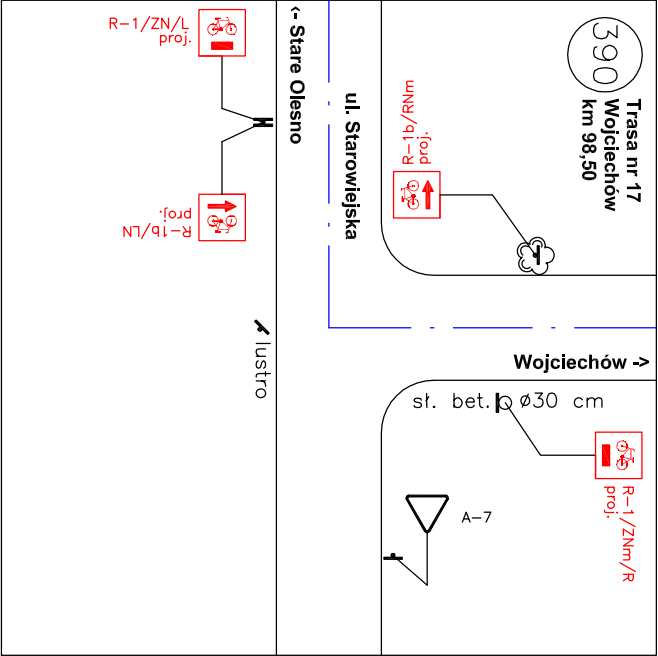 390
Trasa nr 17
Wojciechów
km 98,50
R-1/ZN/L
proj.
<- Stare Olesno
ul. Starowiejska
R-1b/RNm
proj.
R-1b/LN
proj.
lustro
Wojciechów ->
sł. bet. ø30 cm
R-1/ZNm/R
proj.
A-7